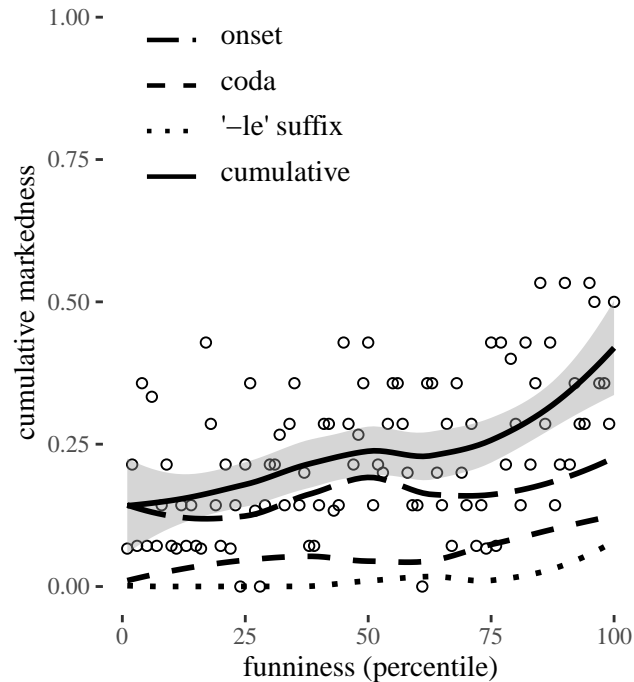 1.00
onset
coda
'–le' suffix
0.75
cumulative
cumulative markedness
0.50
0.25
0.00
0 25 50 75 100
funniness (percentile)